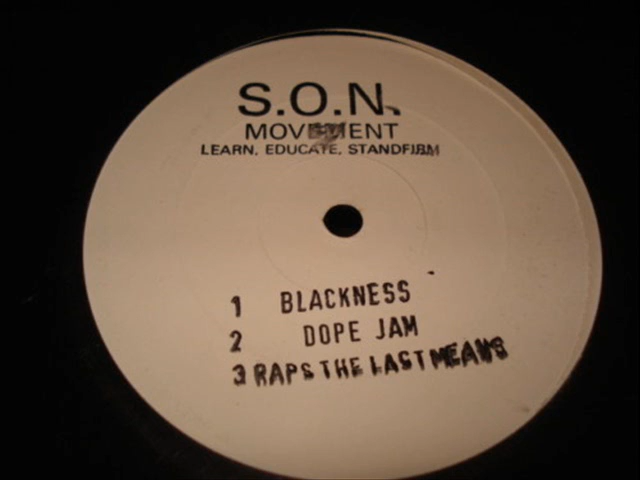 S.O.N.
MOVEMENT
LEARN, EDUCATE, STANDFIRM
1 BLACKNESS
2 DOPE JAM
3 RAPS THE LAST MEANS